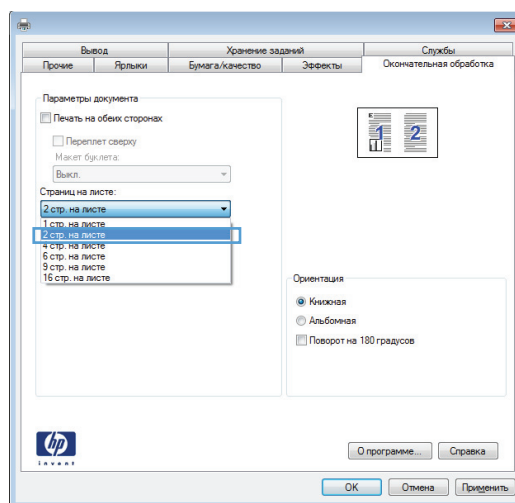 Вывод Хранение заданий Службы
Прочие Ярлыки Бумага/качество Эффекты Окончательная обработка
Параметры документа
Печать на обеих сторонах
Переплет сверху
Макет буклета:
Выкл.
Страниц на листе:
2 стр. на листе
1 стр. на листе
2 стр. на листе
4 стр. на листе
6 стр. на листе
9 стр. на листе
16 стр. на листе
1 2
Ориентация
Книжная
Альбомная
Поворот на 180 градусов
hp
invent
О программе... Справка
OK Отмена Применить